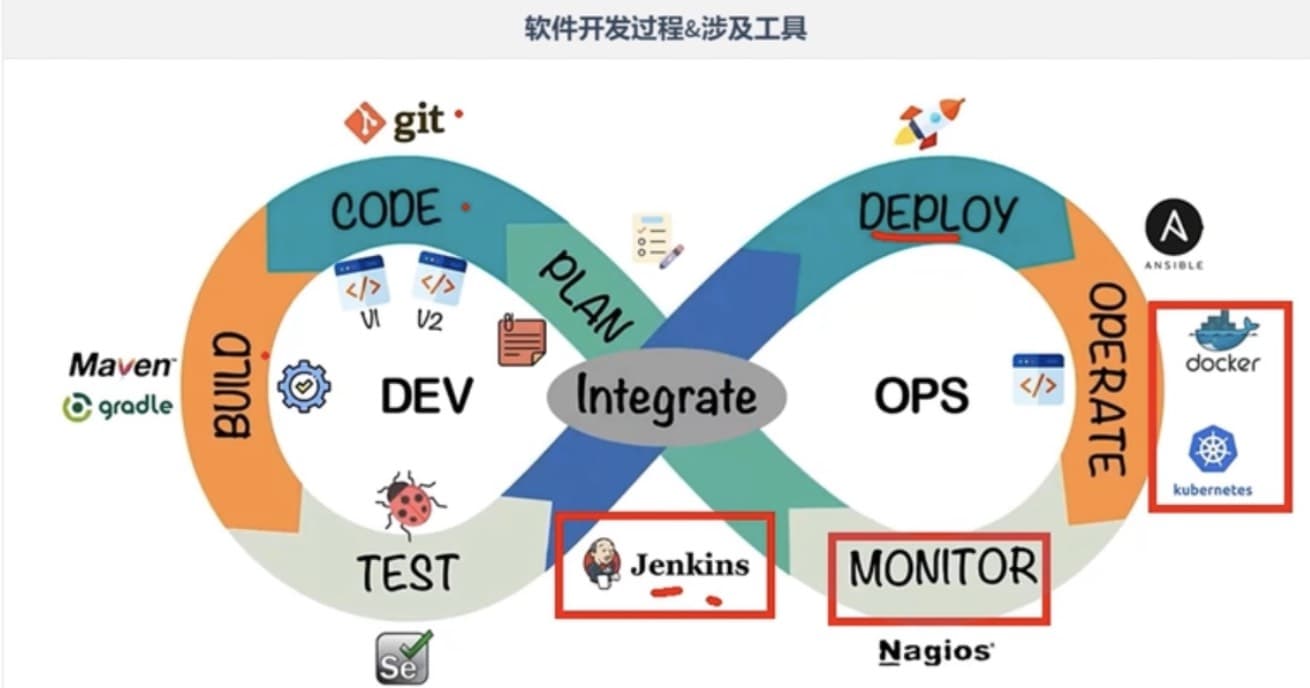 软件开发过程&涉及工具
git
CODE
DEPLOY
PLAN
ANSIBLE
</>
</>
V1
V2
OPERATE
docker
Maven™
gradle
BUILD
DEV
Integrate
OPS
</>
kubernetes
TEST
Jenkins
MONITOR
Se
Nagios®